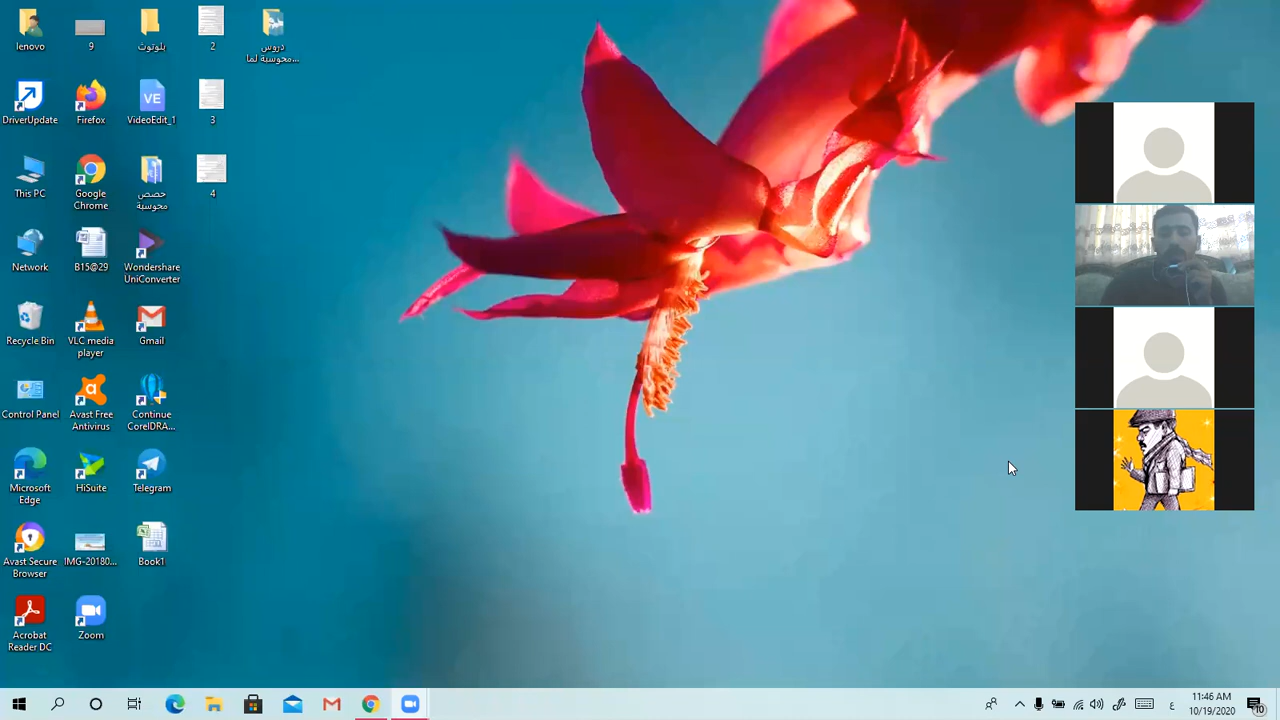 lenovo
9
بلوتوث
2
دروس
محوسبة لما...
DriverUpdate
Firefox
VE
VideoEdit_1
3
This PC
Google
Chrome
حصص
محوسبة
4
Network
B15@29
Wondershare
UniConverter
Recycle Bin
VLC media
player
Gmail
Control Panel
Avast Free
Antivirus
Continue
CorelDRA...
Microsoft
Edge
HiSuite
Telegram
Avast Secure
Browser
IMG-20180...
Book1
Acrobat
Reader DC
Zoom
ع
11:46 AM
10/19/2020
10